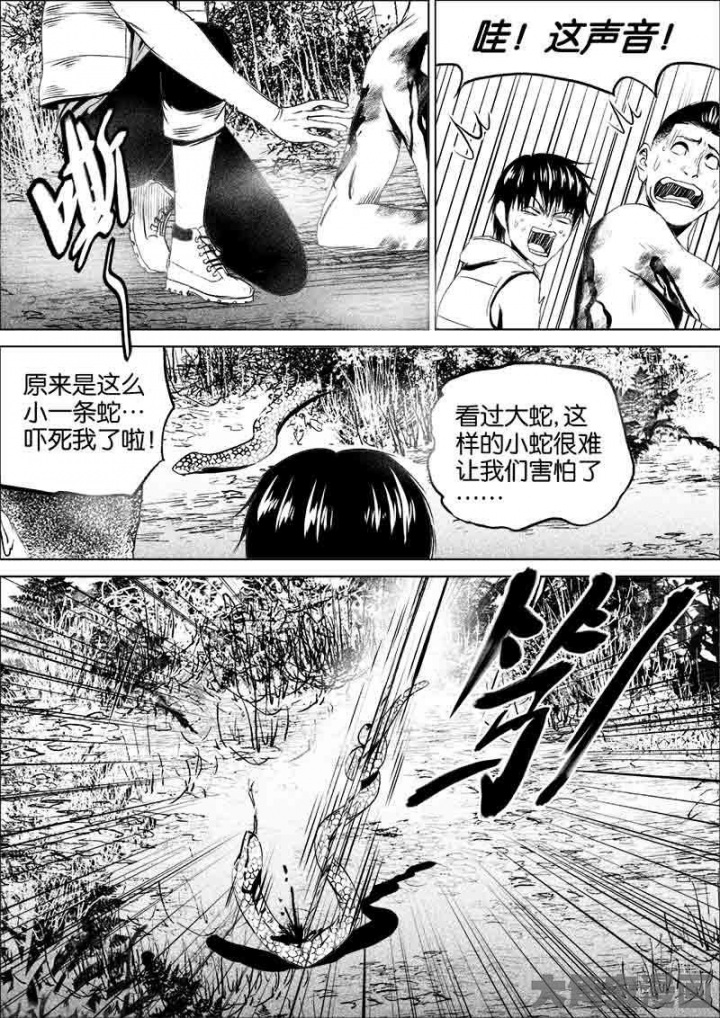 哇！这声音！
嘶
原来是这么
小一条蛇…
吓死我了啦！
看过大蛇，这
样的小蛇很难
让我们害怕了
……